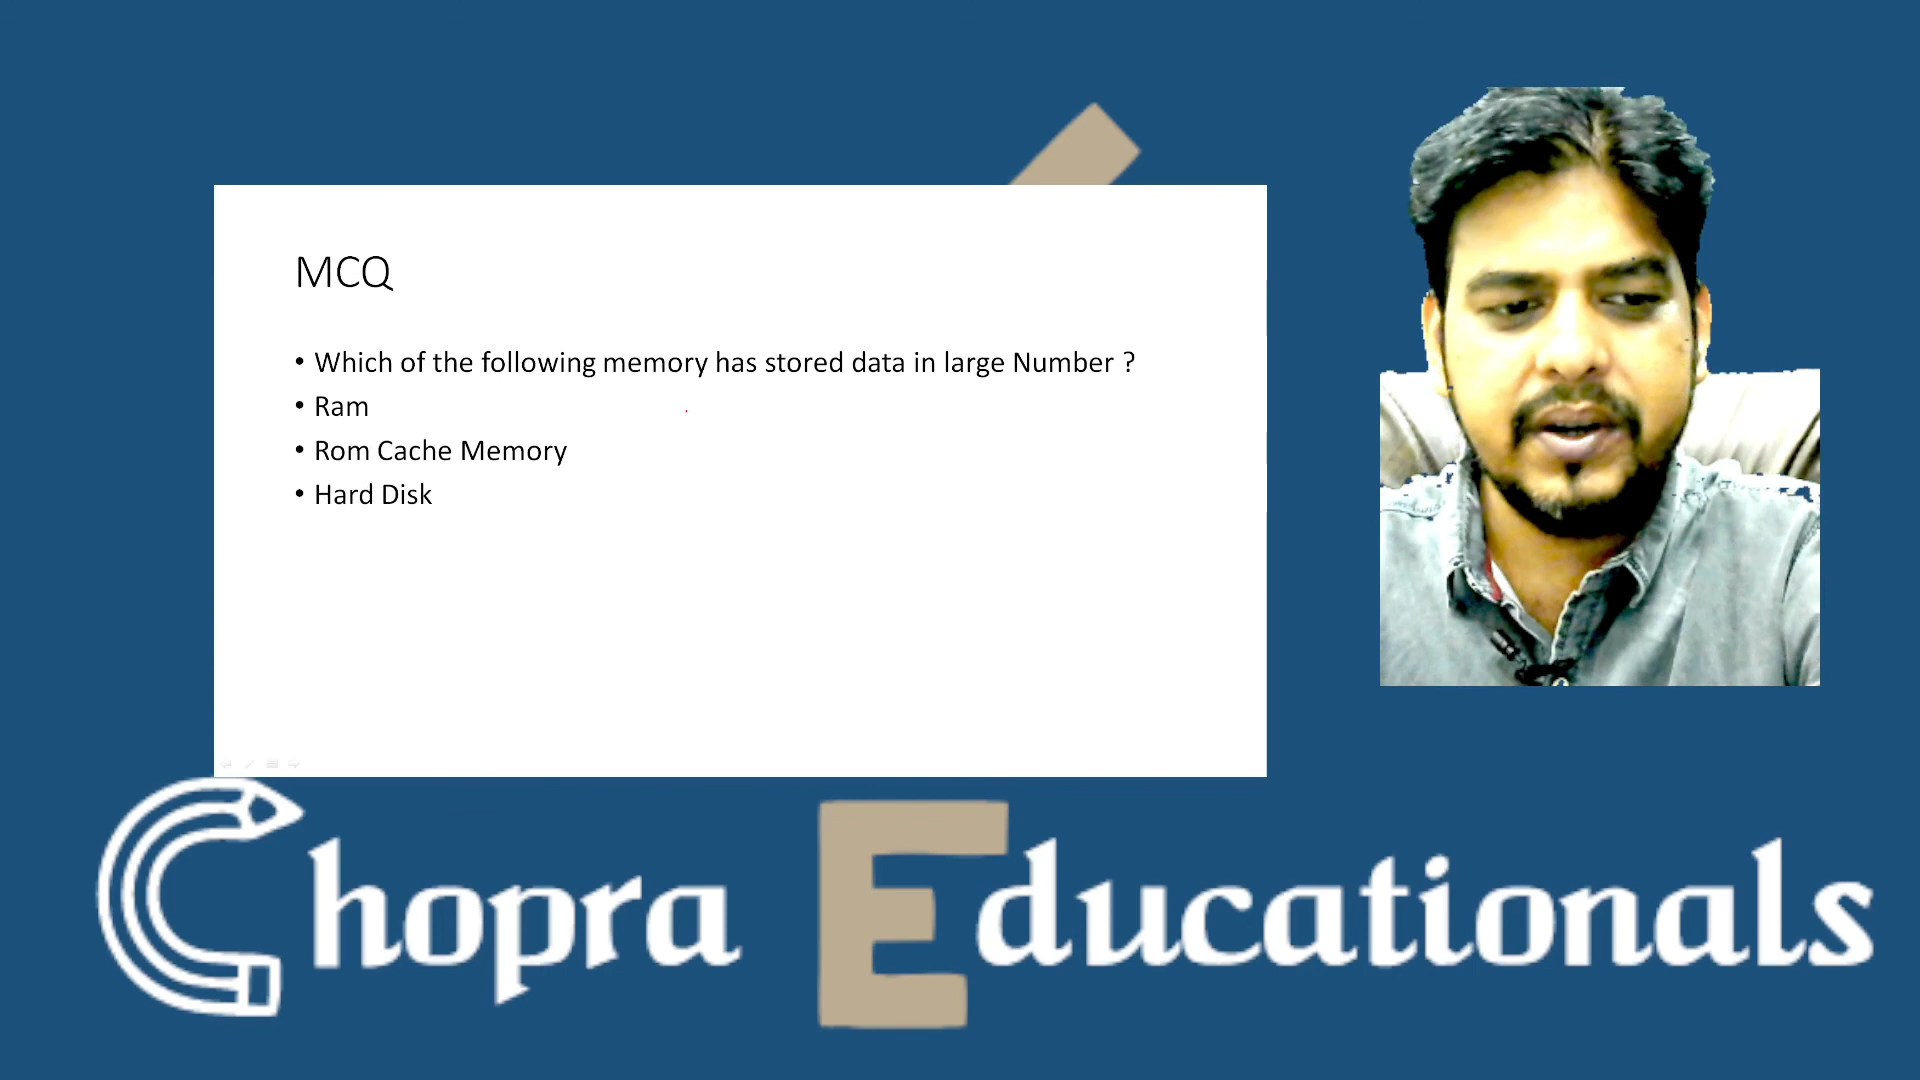 MCQ
• Which of the following memory has stored data in large Number ?
• Ram
• Rom Cache Memory
• Hard Disk
Chopra Educationals